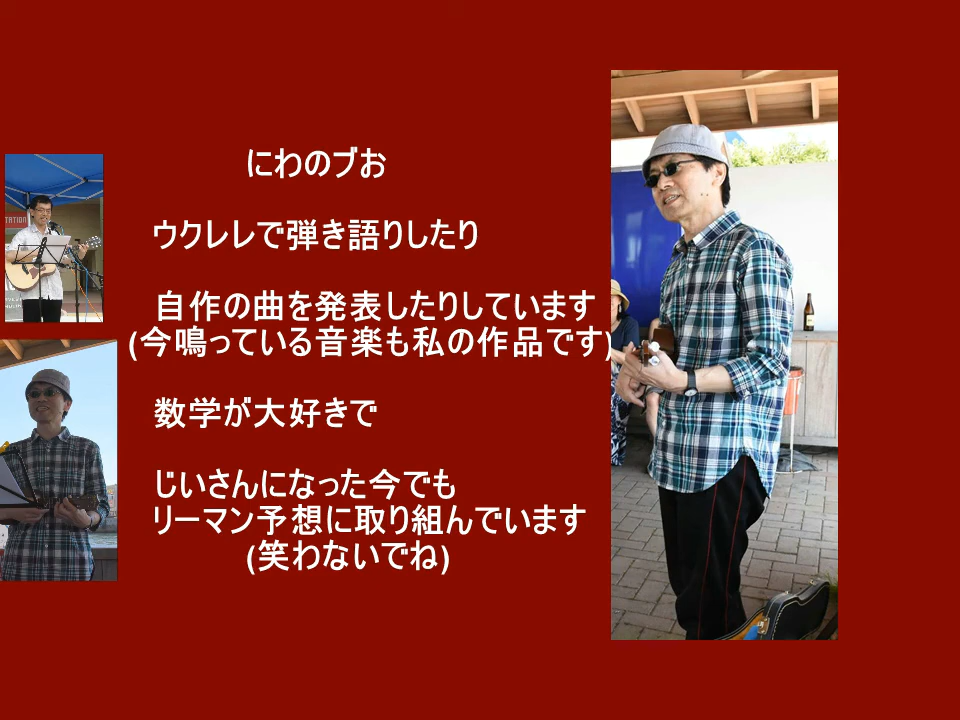 にわのブお
ウクレレで弾き語りしたり
自作の曲を発表したりしています
(今鳴っている音楽も私の作品です)
数学が大好きで
じいさんになった今でも
リーマン予想に取り組んでいます
(笑わないでね)